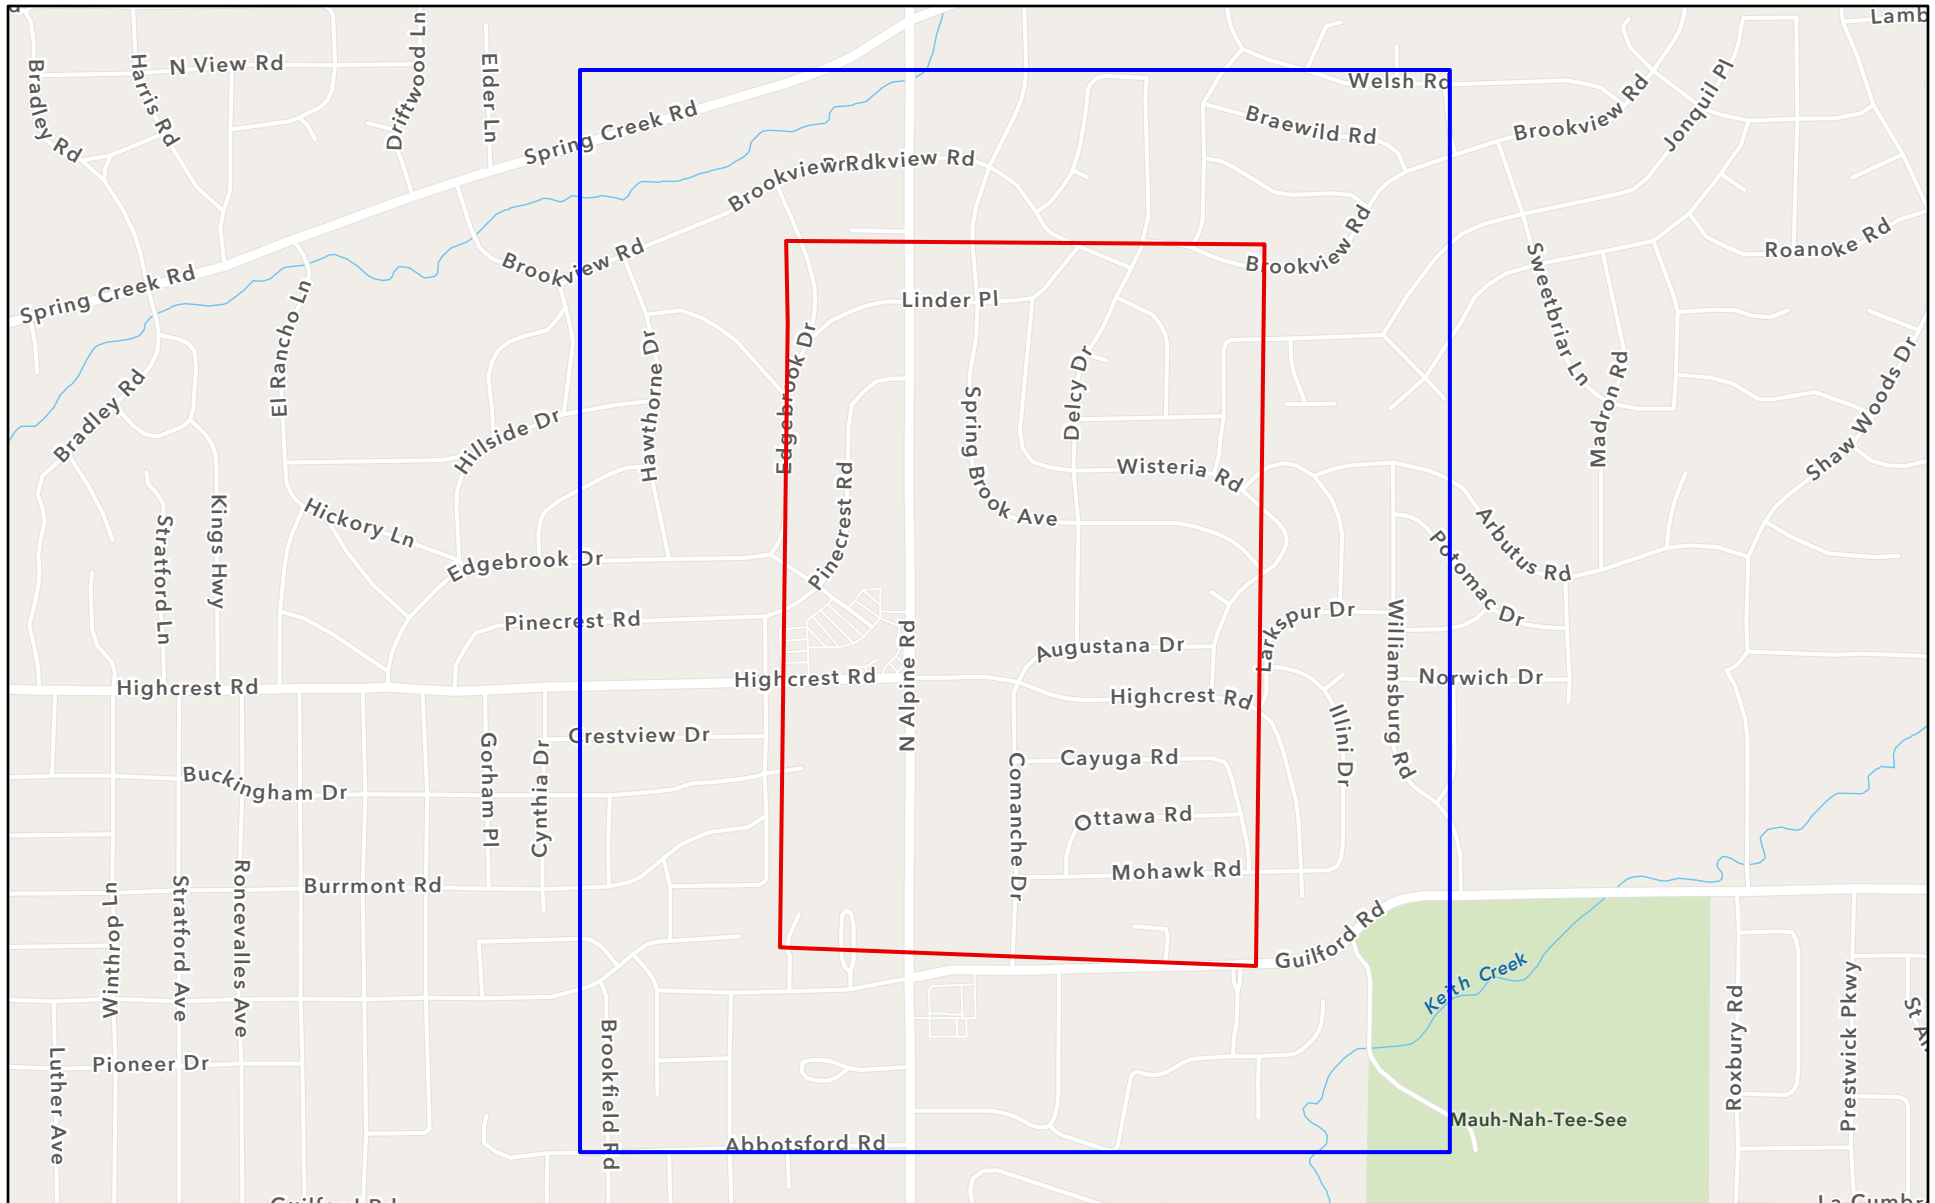 Lamb
N View Rd
Driftwood Ln
Bradley Rd
Harris Rd
Elder Ln
Spring Creek Rd
Welsh Rd
Braewild Rd
Brookview Rd
Jonquil Pl
Brookview Rd
Brookview Rd
Brookview Rd
Brookview Rd
Brookview Rd
Roanoke Rd
Spring Creek Rd
El Rancho Ln
Linder Pl
Sweetbriar Ln
Madron Rd
Shaw Woods Dr
Bradley Rd
Hawthorne Dr
Edgebrook Dr
Delcy Dr
Hillside Dr
Spring Brook Ave
Wisteria Rd
Pinecrest Rd
Kings Hwy
Stratford Ln
Hickory Ln
Edgebrook Dr
Arbutus Rd
Potomac Dr
Pinecrest Rd
Larkspur Dr
Williamsburg Rd
N Alpine Rd
Augustana Dr
Highcrest Rd
Highcrest Rd
Highcrest Rd
Norwich Dr
Illini Dr
Crestview Dr
Gorham Pl
Cynthia Dr
Comanche Dr
Cayuga Rd
Buckingham Dr
Ottawa Rd
Mohawk Rd
Burrmont Rd
Winthrop Ln
Stratford Ave
Roncevalles Ave
Guilford Rd
Keith Creek
Roxbury Rd
Prestwick Pkwy
Luther Ave
Pioneer Dr
Brookfield Rd
Mauh-Nah-Tee-See
Abbotsford Rd